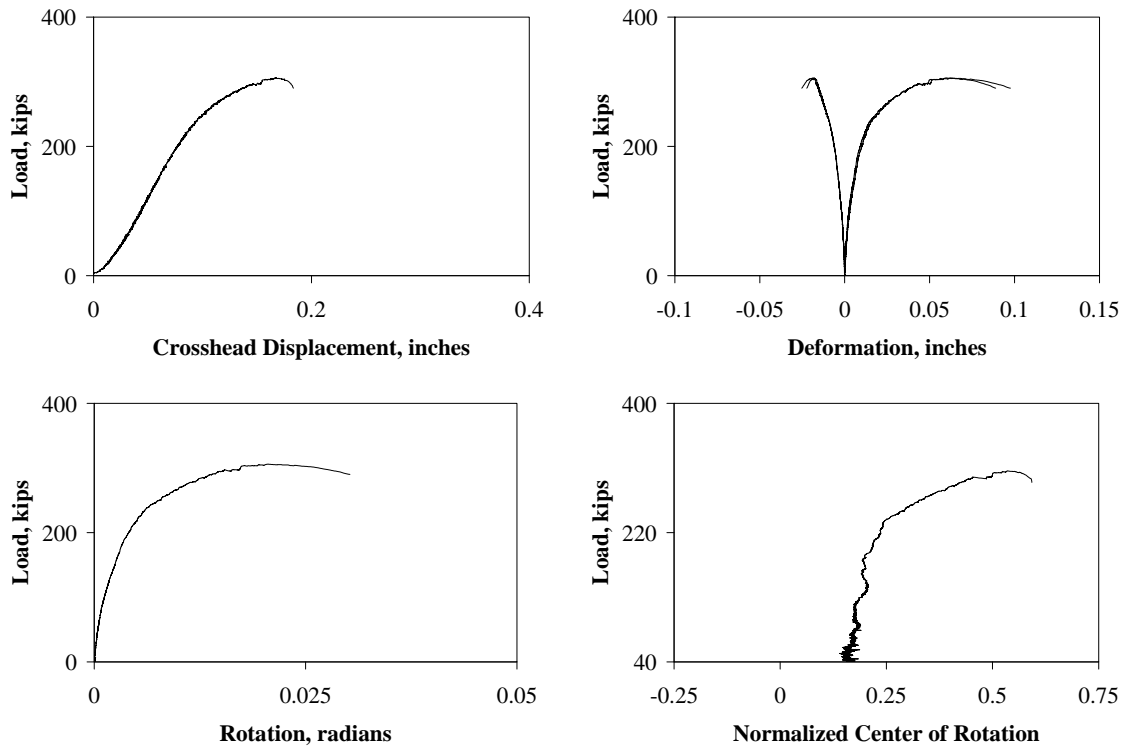 400
200
0
0 0.2 0.4
Load, kips
Crosshead Displacement, inches
400
200
0
-0.1 -0.05 0 0.05 0.1 0.15
Load, kips
Deformation, inches
400
200
0
0 0.025 0.05
Load, kips
Rotation, radians
400
220
40
-0.25 0 0.25 0.5 0.75
Load, kips
Normalized Center of Rotation